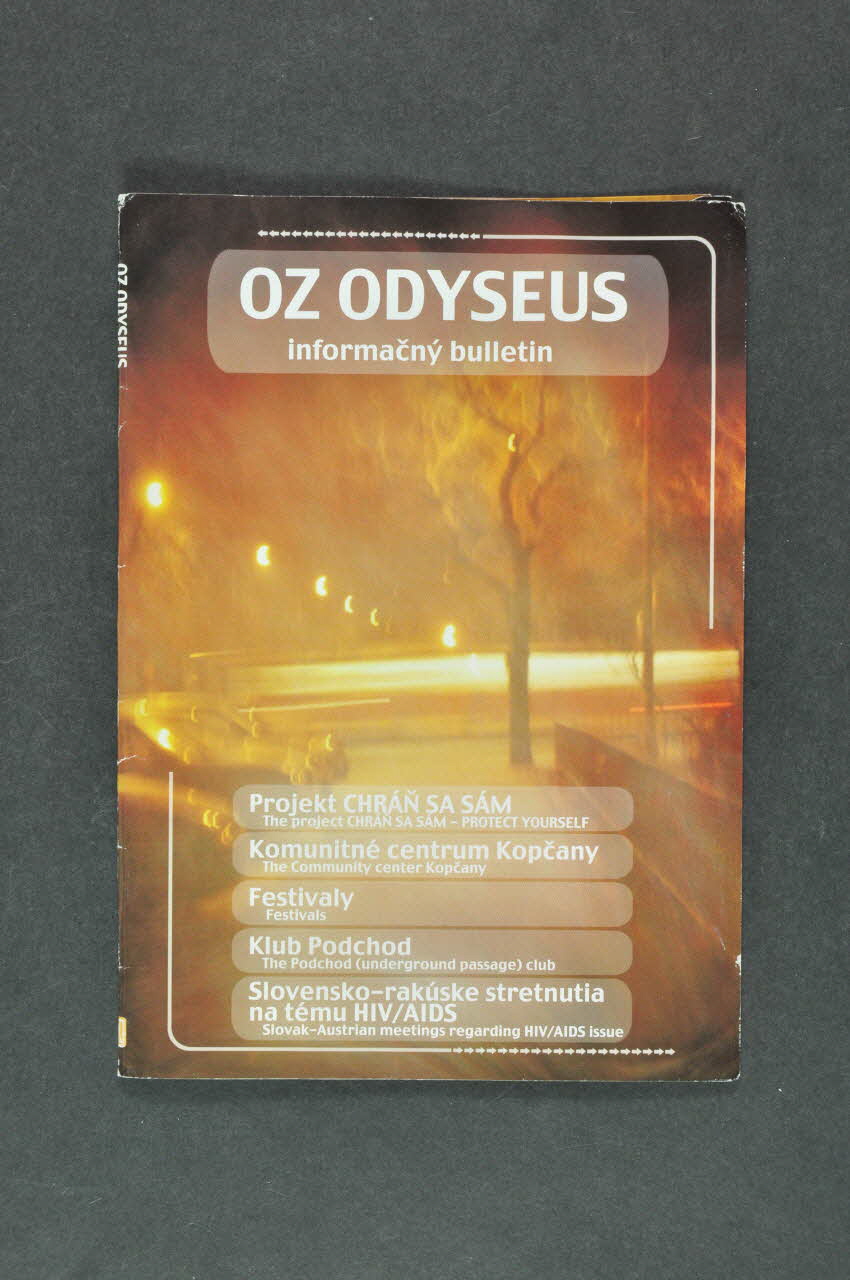 OZ ODYSEUS
OZ ODYSEUS
informačný bulletin
Projekt CHRÁŇ SA SÁM
The project CHRÁŇ SA SÁM - PROTECT YOURSELF
Komunitné centrum Kopčany
The Community center Kopčany
Festivaly
Festivals
Klub Podchod
The Podchod (underground passage) club
Slovensko-rakúske stretnutia
na tému HIV/AIDS
Slovak-Austrian meetings regarding HIV/AIDS issue